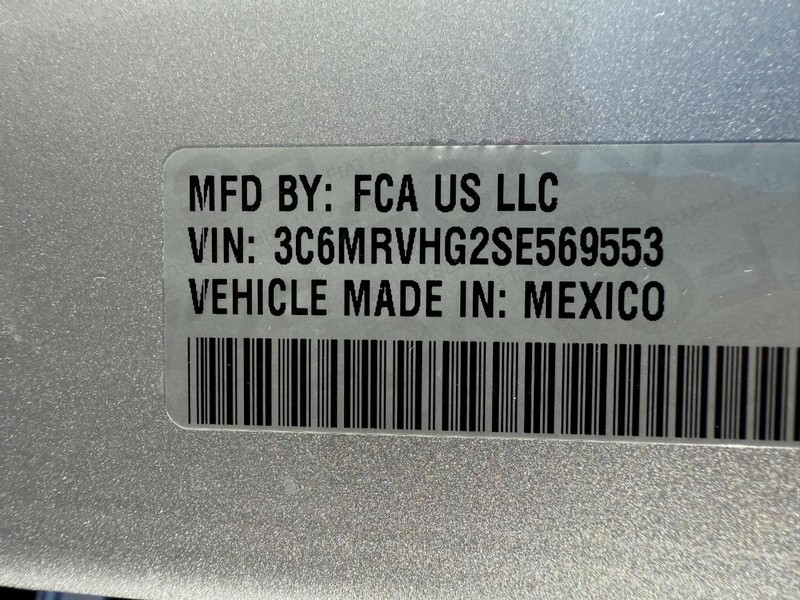 MFD BY: FCA US LLC
VIN: 3C6MRVHG2SE569553
VEHICLE MADE IN: MEXICO